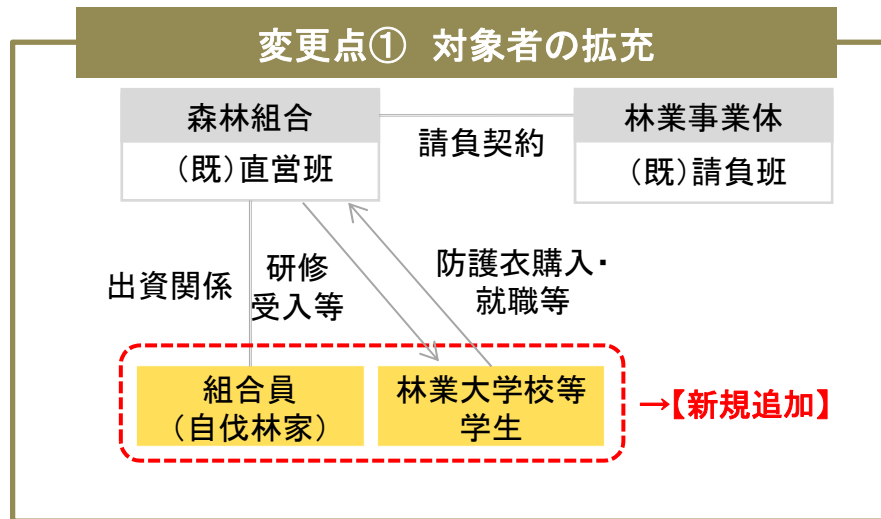 変更点① 対象者の拡充
森林組合
(既)直営班
請負契約
林業事業体
(既)請負班
出資関係
研修
受入等
防護衣購入・
就職等
組合員
(自伐林家)
林業大学校等
学生
→【新規追加】